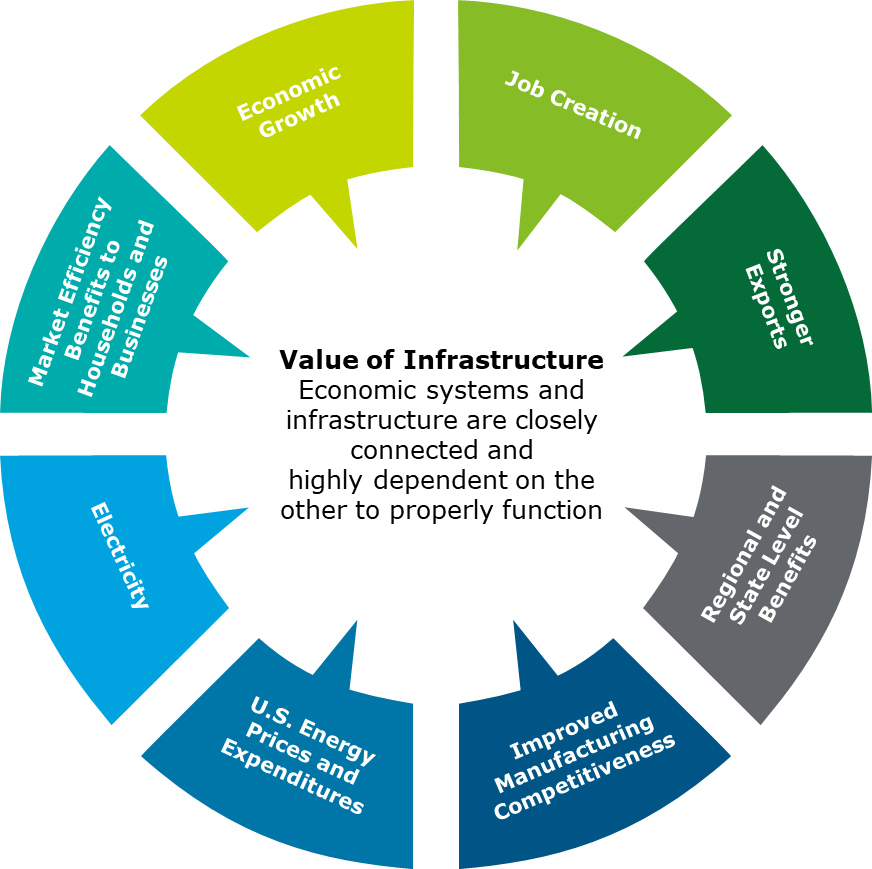 Economic
Growth
Job Creation
Stronger
Exports
Regional and
State Level
Benefits
Improved
Manufacturing
Competitiveness
U.S. Energy
Prices and
Expenditures
Electricity
Market Efficiency
Benefits to
Households and
Businesses
Value of Infrastructure
Economic systems and
infrastructure are closely
connected and
highly dependent on the
other to properly function